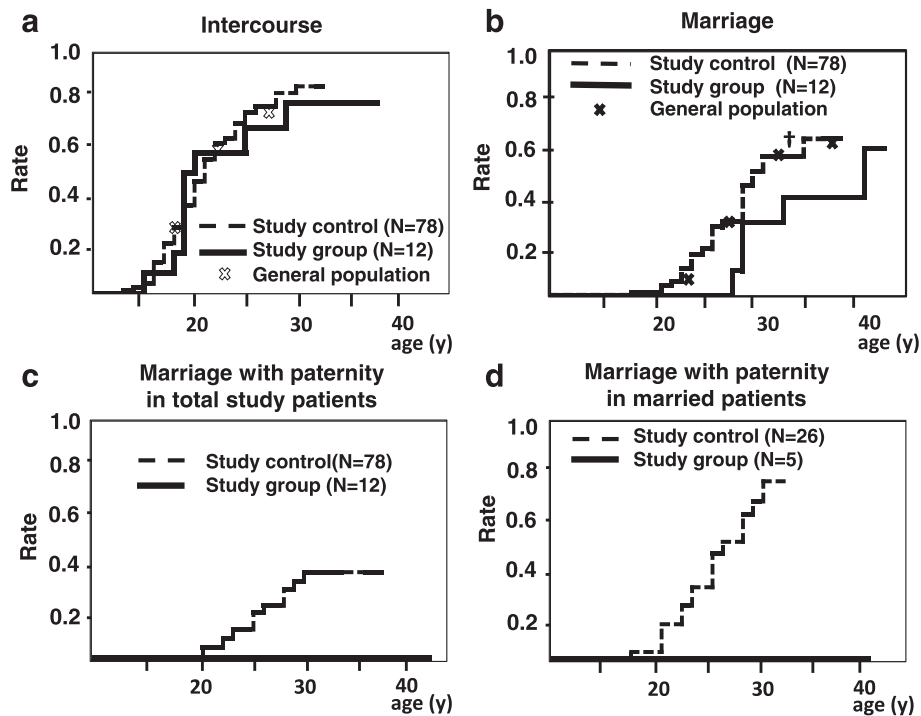 a
Intercourse
Rate
1.0
0.8
0.6
0.4
0.2
Study control (N=78)
Study group (N=12)
General population
20
30
40
age (y)
b
Marriage
Rate
1.0
0.8
0.6
0.4
0.2
Study control (N=78)
Study group (N=12)
General population
†
20
30
40
age (y)
c
Marriage with paternity
in total study patients
Rate
1.0
0.8
0.6
0.4
0.2
Study control(N=78)
Study group (N=12)
20
30
40
age (y)
d
Marriage with paternity
in married patients
Rate
1.0
0.8
0.6
0.4
0.2
Study control (N=26)
Study group (N=5)
20
30
40
age (y)